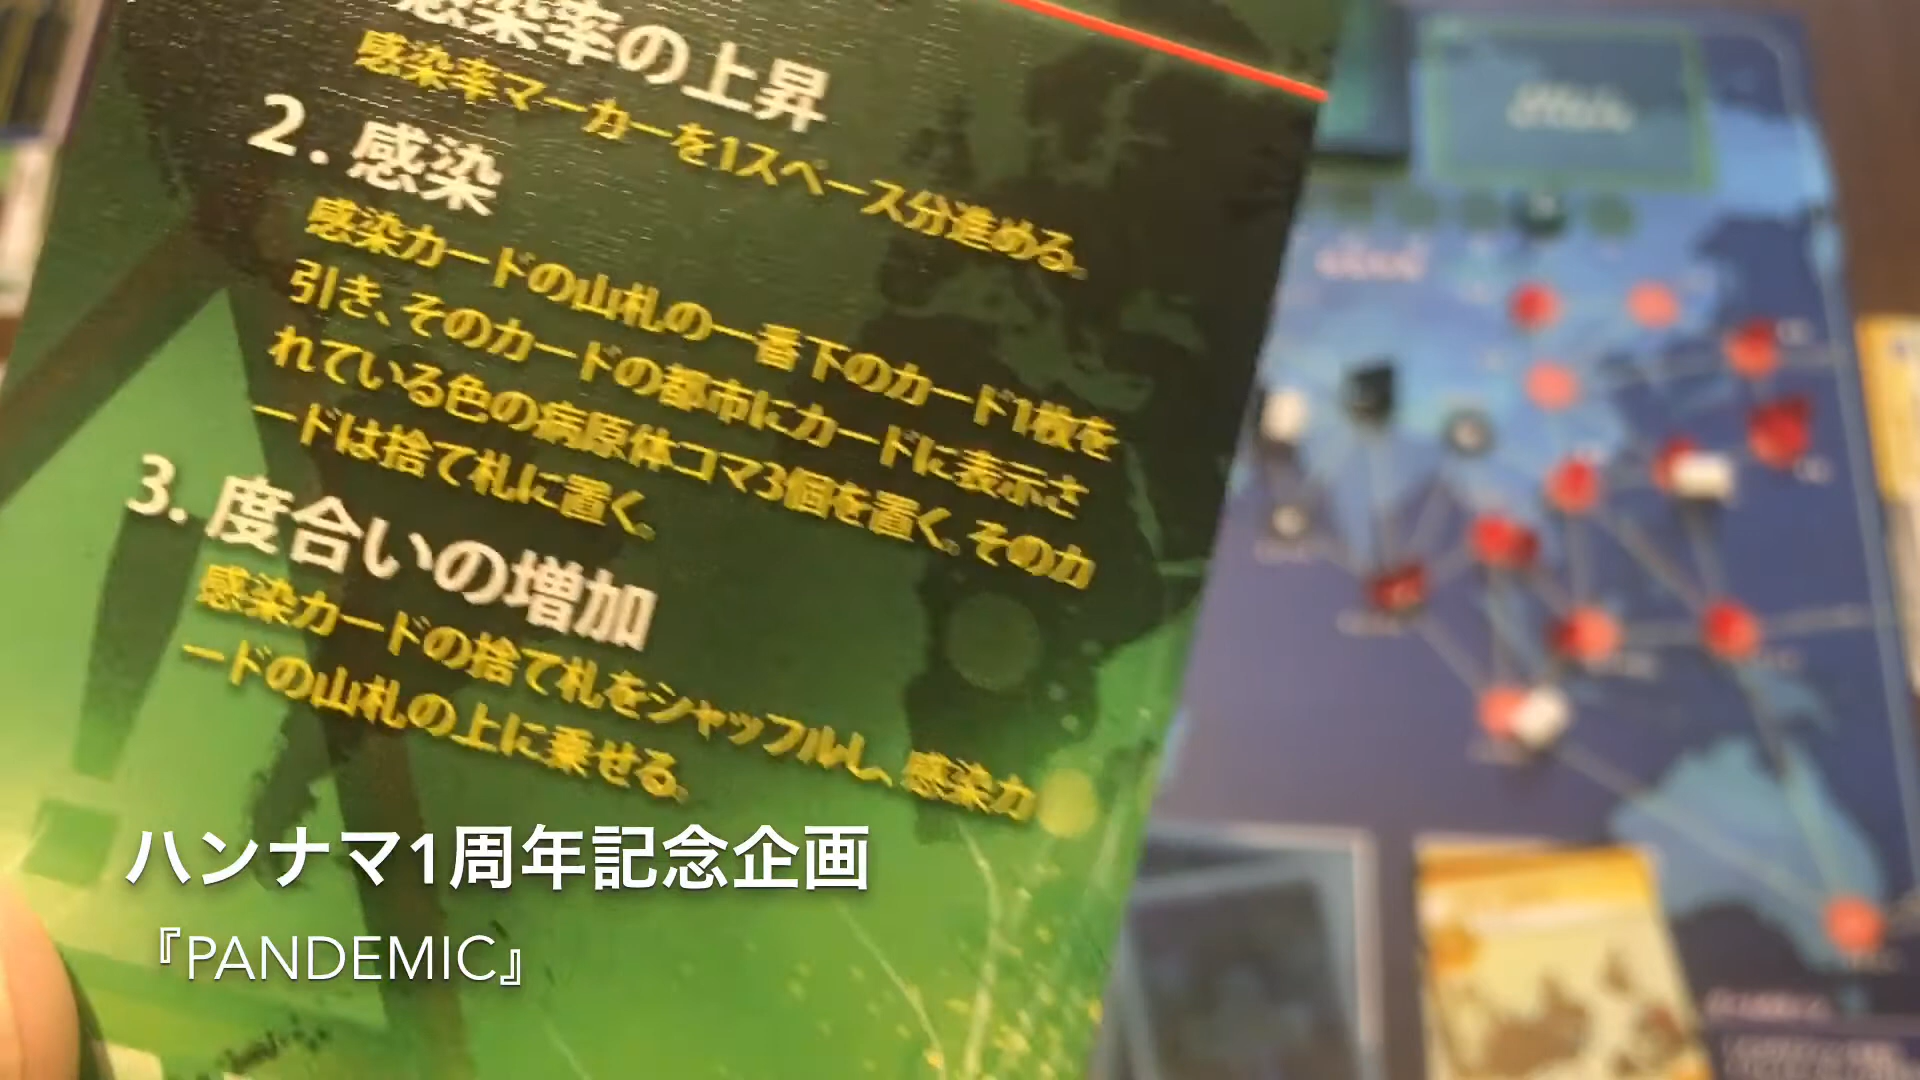 感染率の上昇
感染率マーカーを1スペース分進める。
2. 感染
感染カードの山札の一番下のカード1枚を
引き、そのカードの都市にカードに表示さ
れている色の病原体コマ3個を置く。そのカ
ードは捨て札に置く。
3. 度合いの増加
感染カードの捨て札をシャッフルし、感染カ
ードの山札の上に乗せる。
ハンナマ1周年記念企画
『PANDEMIC』